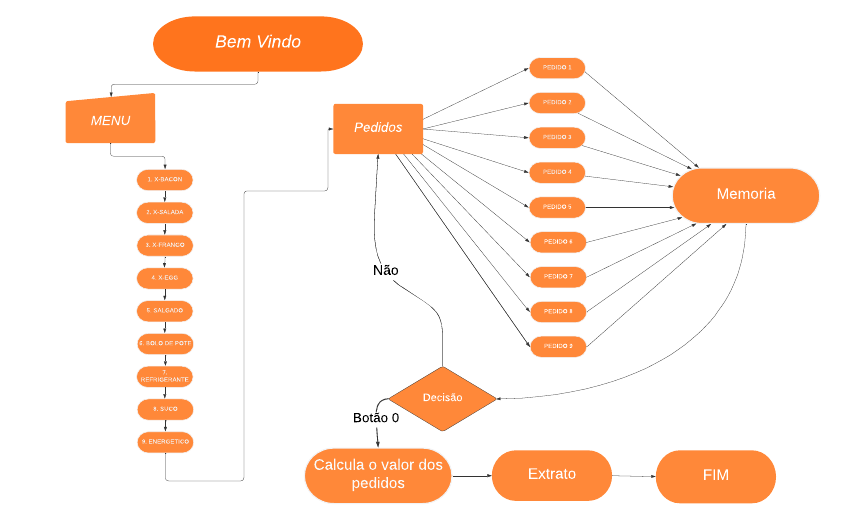 Bem Vindo
MENU
1. X-BACON
2. X-SALADA
3. X-FRANGO
4. X-EGG
5. SALGADO
6. BOLO DE POTE
7.
REFRIGERANTE
8. SUCO
9. ENERGETICO
Pedidos
PEDIDO 1
PEDIDO 2
PEDIDO 3
PEDIDO 4
PEDIDO 5
PEDIDO 6
PEDIDO 7
PEDIDO 8
PEDIDO 9
Memoria
Não
Decisão
Botão 0
Calcula o valor dos
pedidos
Extrato
FIM